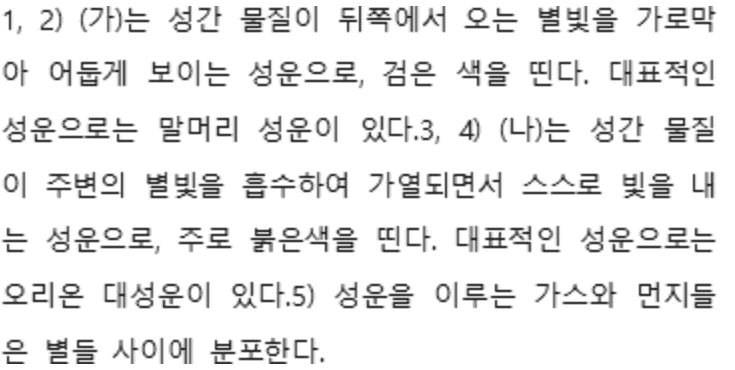 1, 2) (가)는 성간 물질이 뒤쪽에서 오는 별빛을 가로막
아 어둡게 보이는 성운으로, 검은 색을 띤다. 대표적인
성운으로는 말머리 성운이 있다.3, 4) (나)는 성간 물질
이 주변의 별빛을 흡수하여 가열되면서 스스로 빛을 내
는 성운으로, 주로 붉은색을 띤다. 대표적인 성운으로는
오리온 대성운이 있다.5) 성운을 이루는 가스와 먼지들
은 별들 사이에 분포한다.